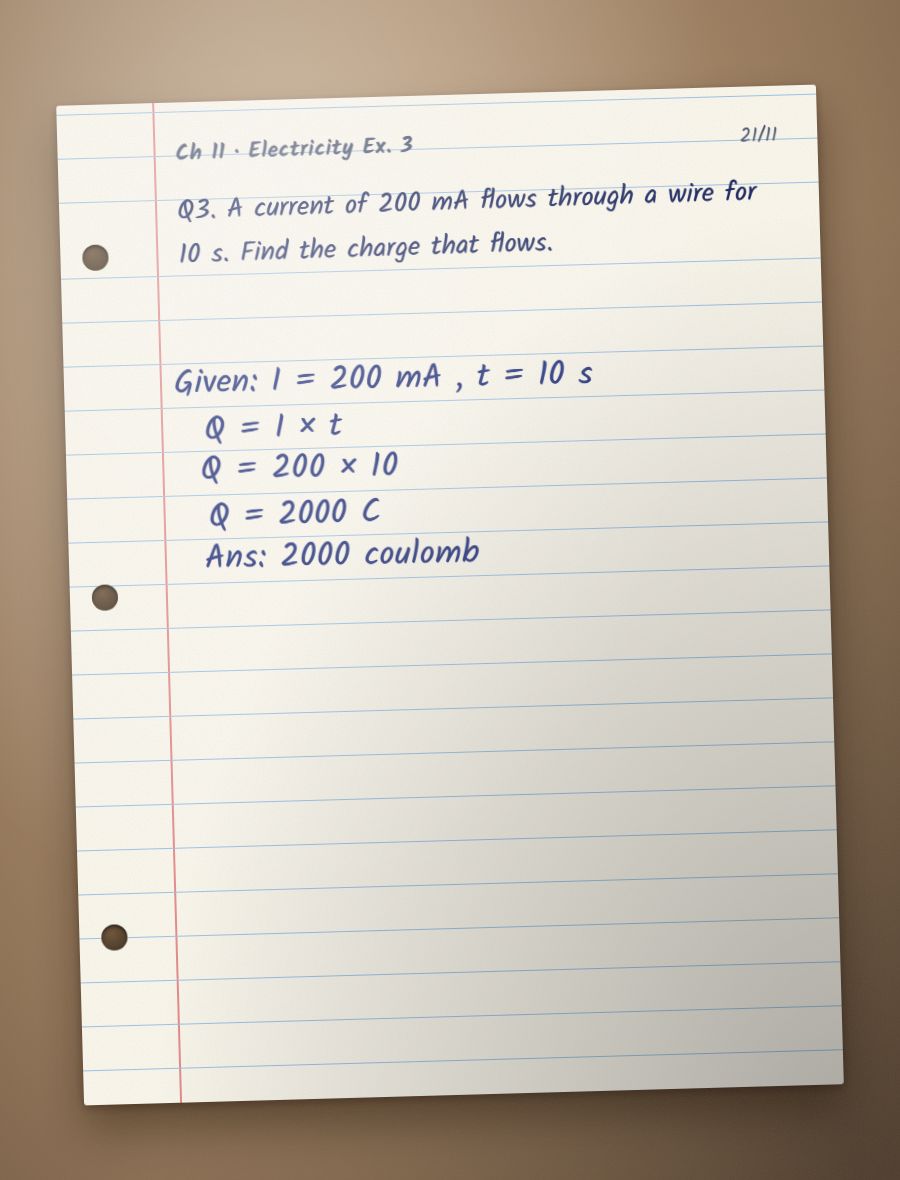 Ch 11 · Electricity Ex. 3
21/11
Q3. A current of 200 mA flows through a wire for
10 s. Find the charge that flows.
Given: I = 200 mA , t = 10 s
Q = I × t
Q = 200 × 10
Q = 2000 C
Ans: 2000 coulomb